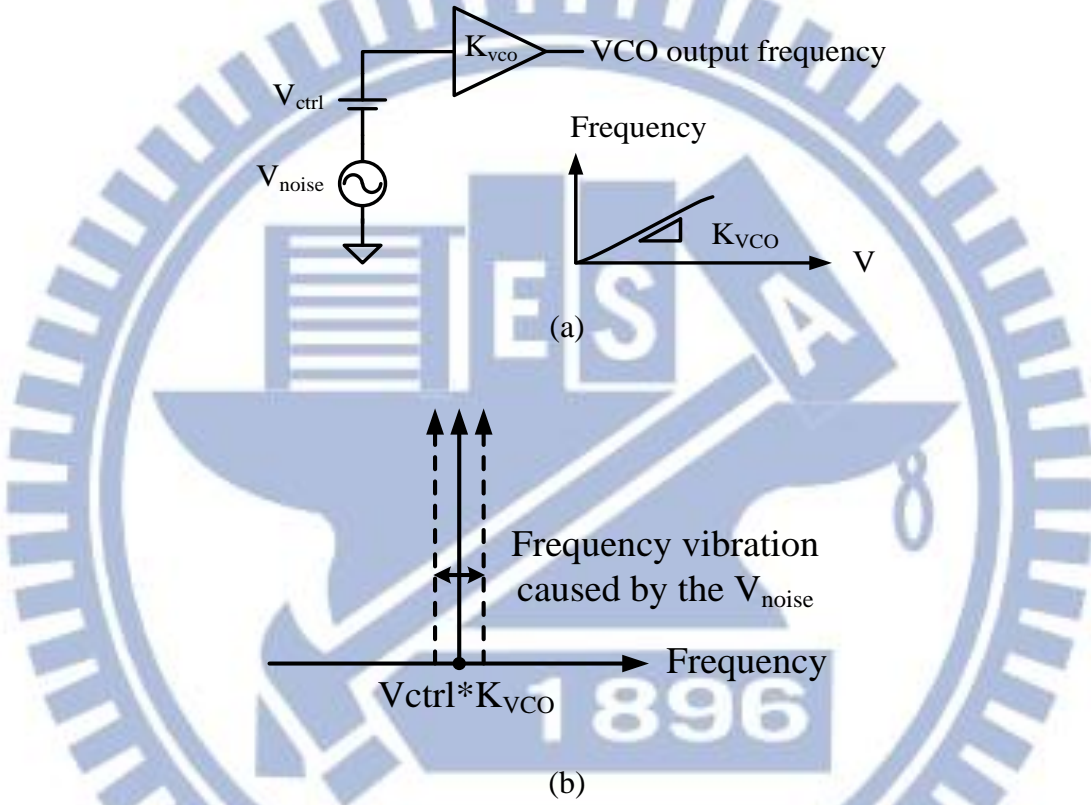 K_vco VCO output frequency
V_ctrl
Frequency
V_noise
K_VCO
V
(a)
E S A
Frequency vibration
caused by the V_noise
Frequency
Vctrl*K_VCO
1896
(b)